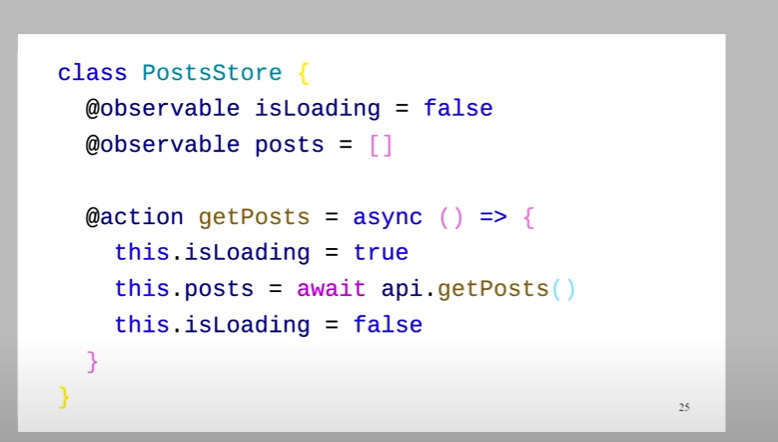 class PostsStore {
@observable isLoading = false
@observable posts = []
@action getPosts = async () => {
this.isLoading = true
this.posts = await api.getPosts()
this.isLoading = false
}
}
25